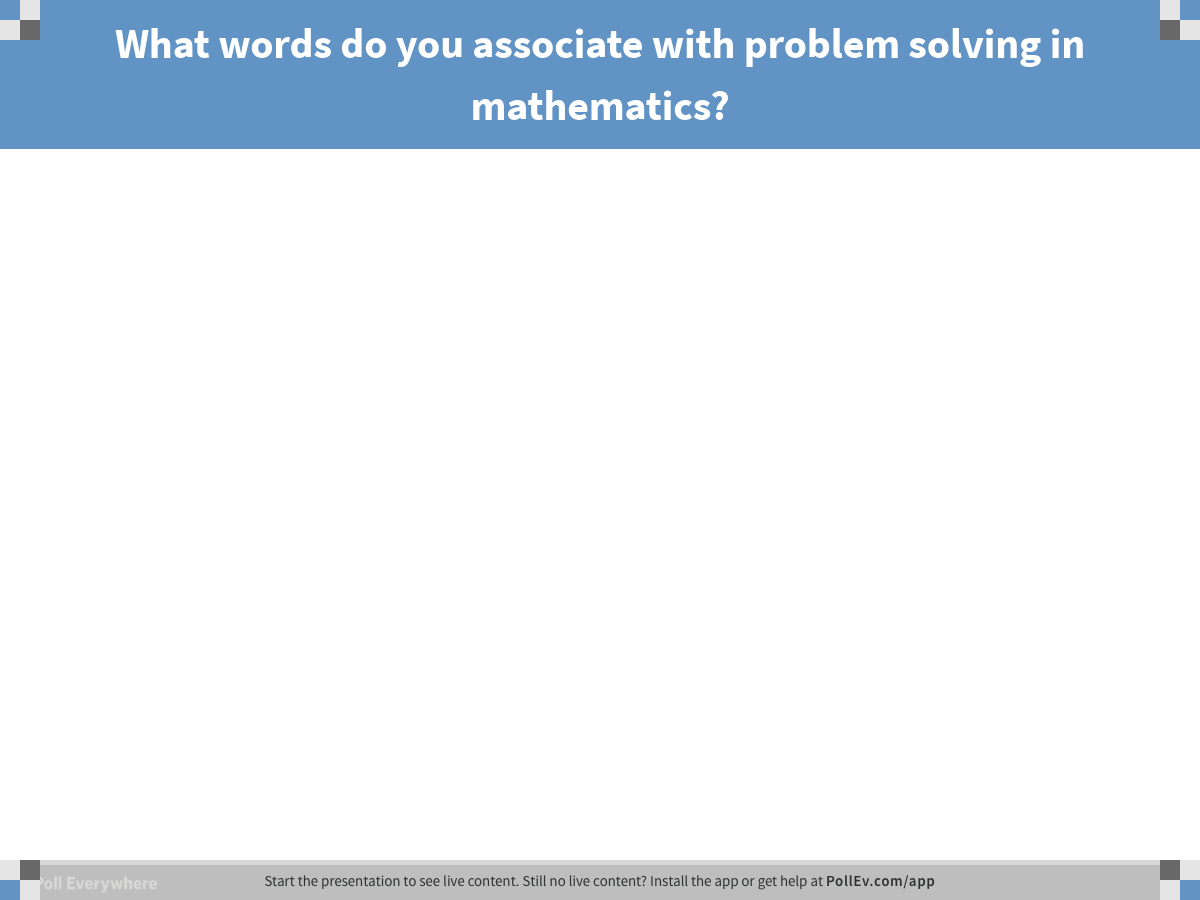 What words do you associate with problem solving in
mathematics?
Poll Everywhere
Start the presentation to see live content. Still no live content? Install the app or get help at PollEv.com/app